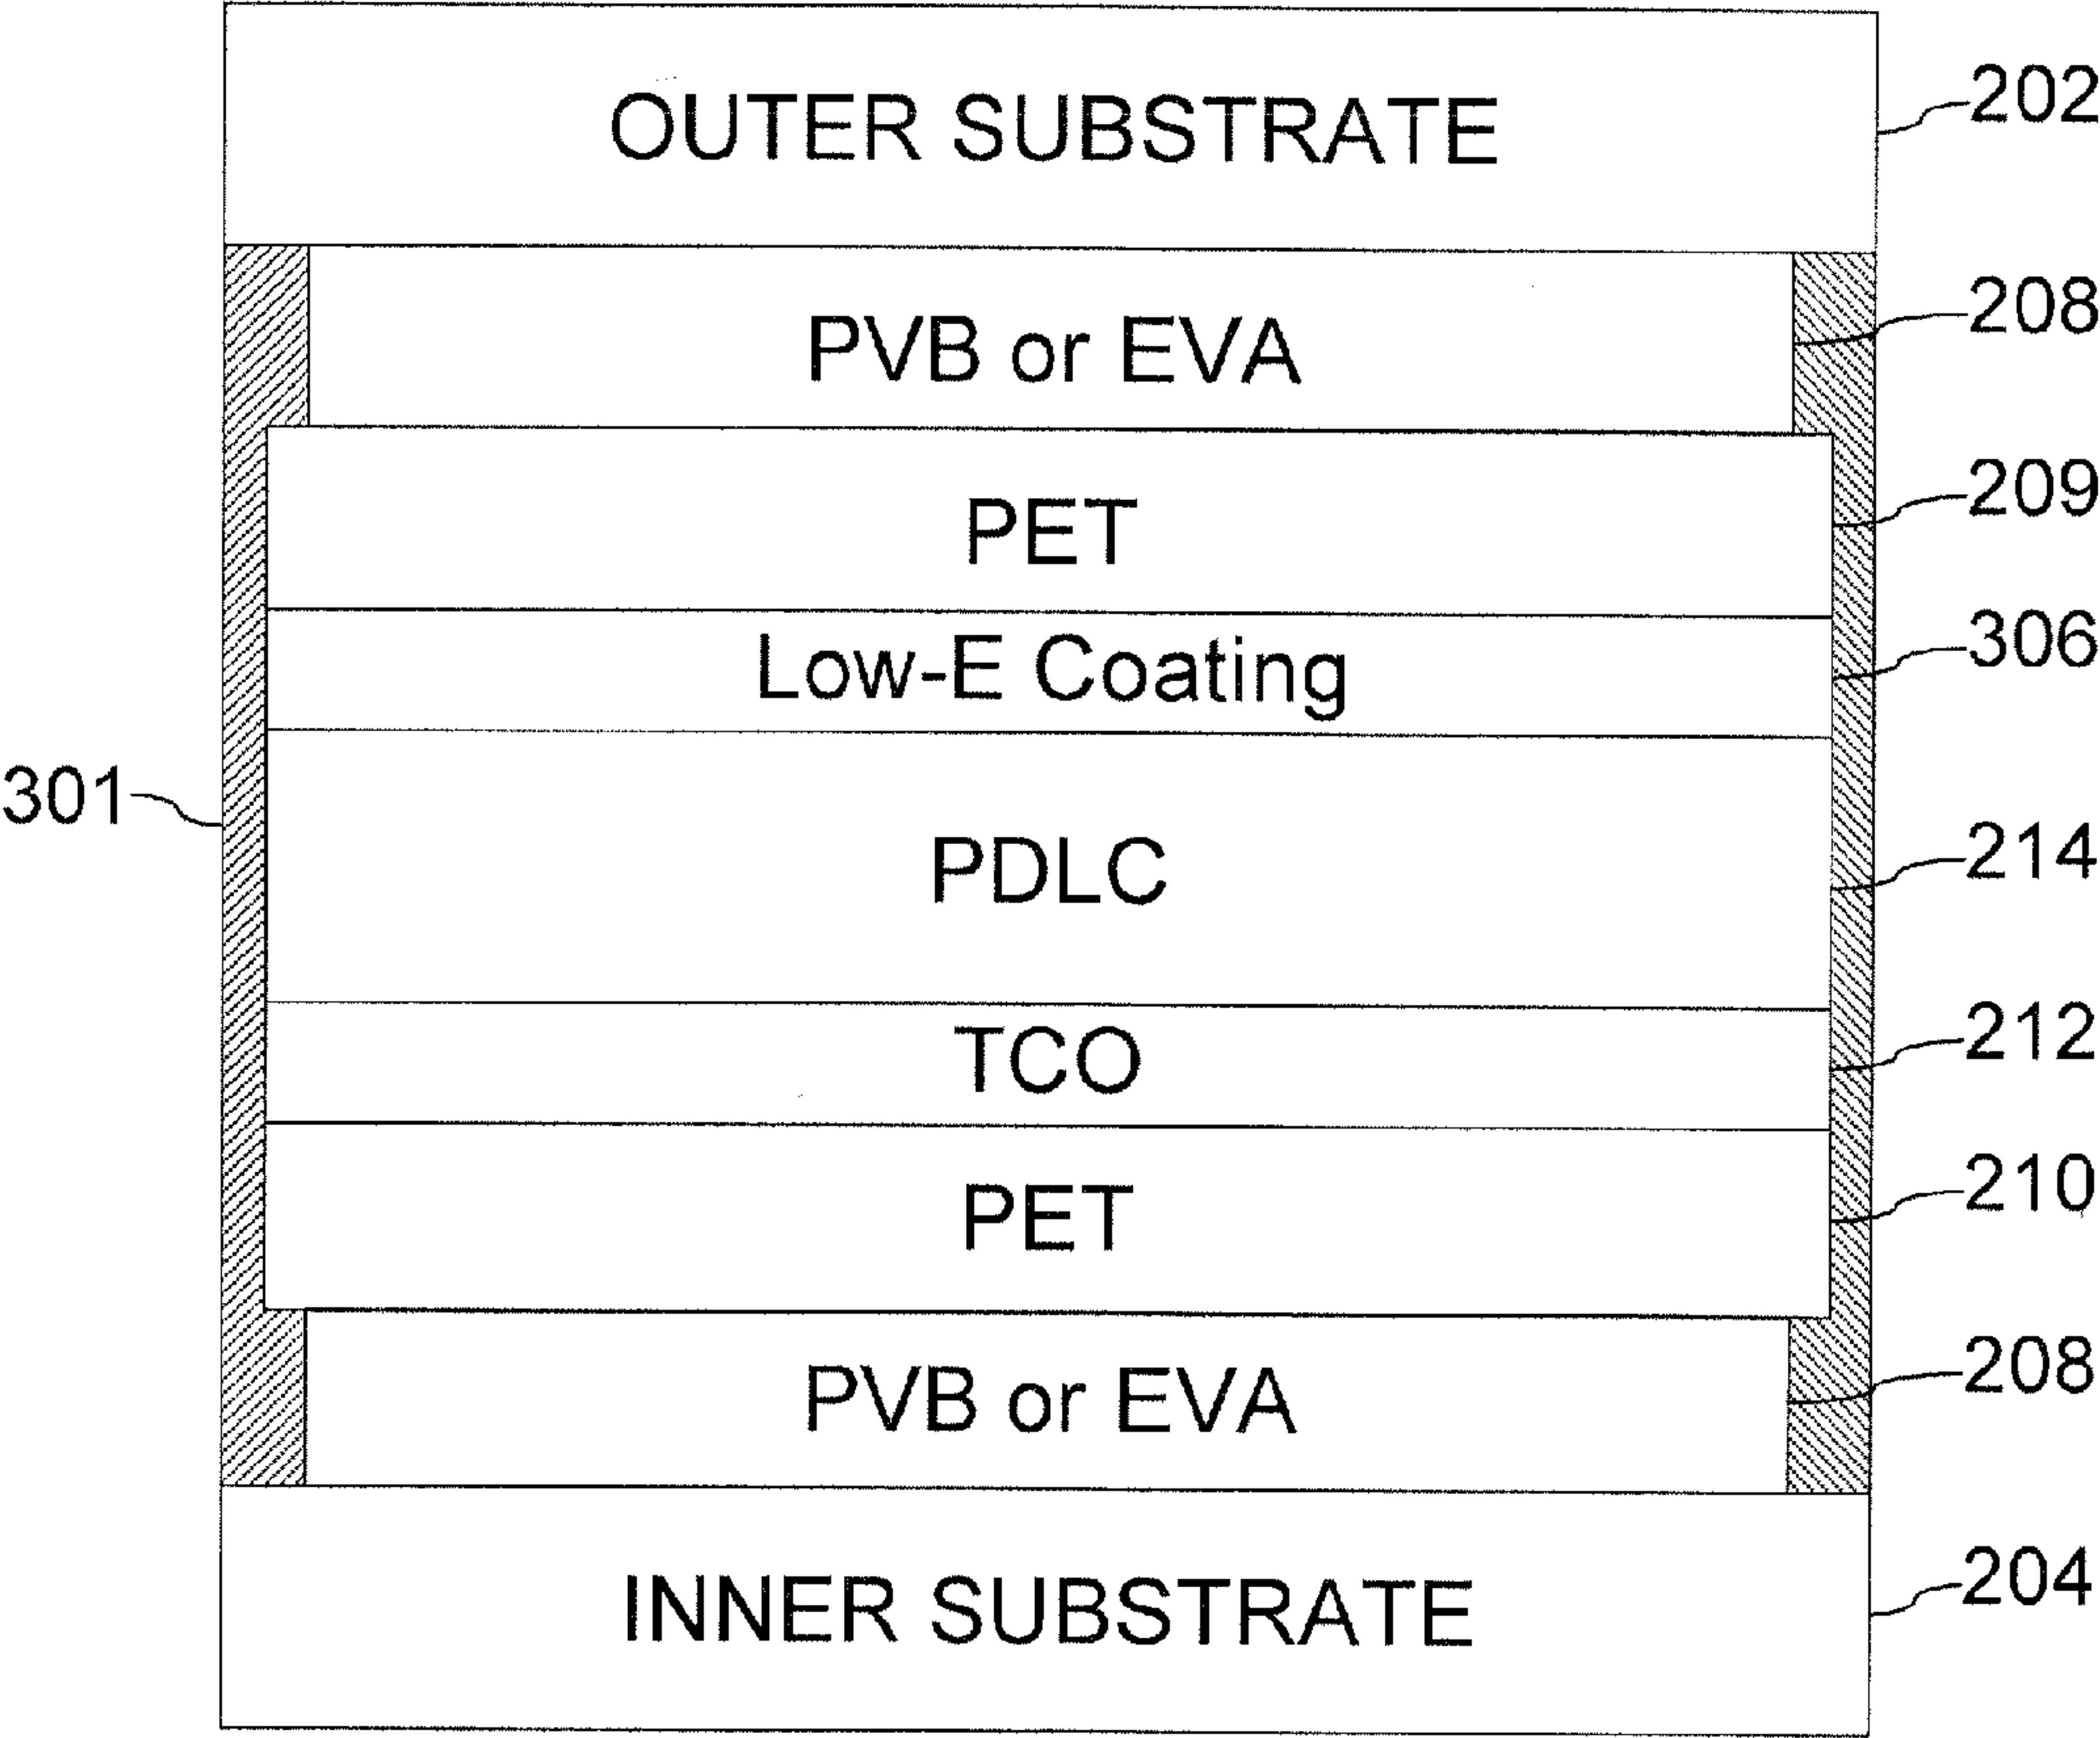 OUTER SUBSTRATE
202
PVB or EVA
208
PET
209
Low-E Coating
306
301
PDLC
214
TCO
212
PET
210
PVB or EVA
208
INNER SUBSTRATE
204